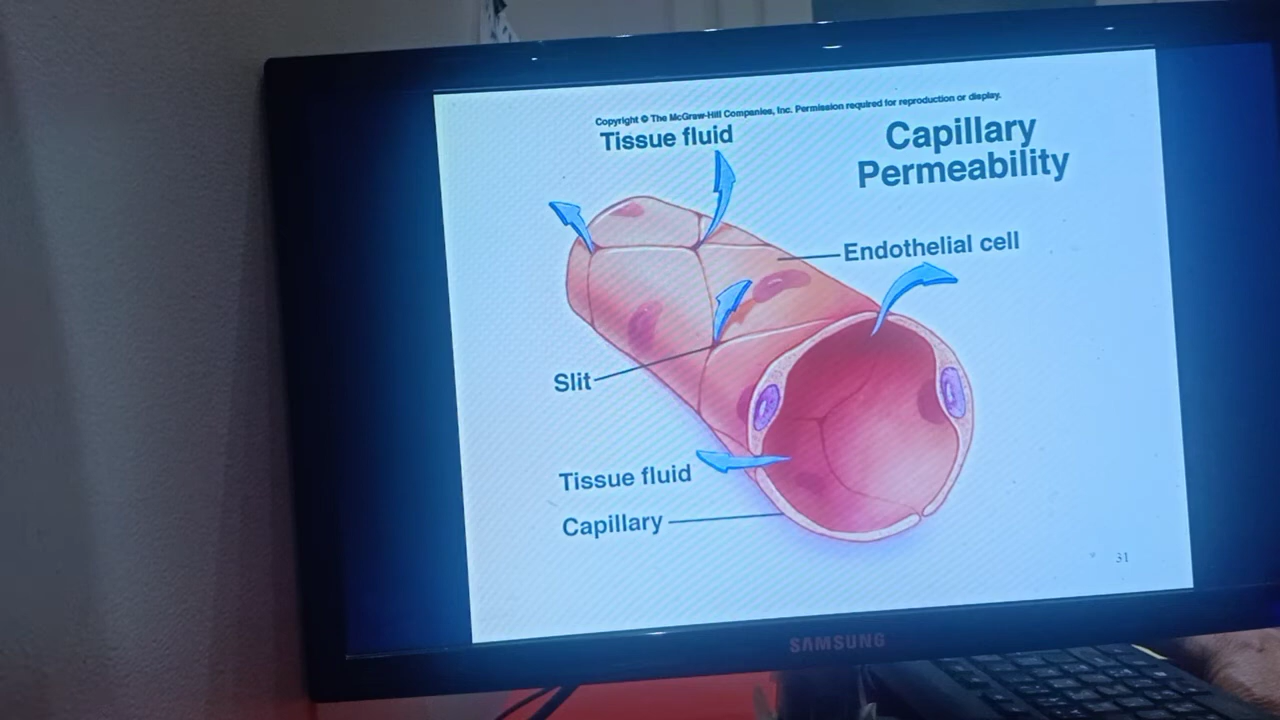 Copyright © The McGraw-Hill Companies, Inc. Permission required for reproduction or display.
Tissue fluid
Capillary
Permeability
Endothelial cell
Slit
Tissue fluid
Capillary
31
SAMSUNG